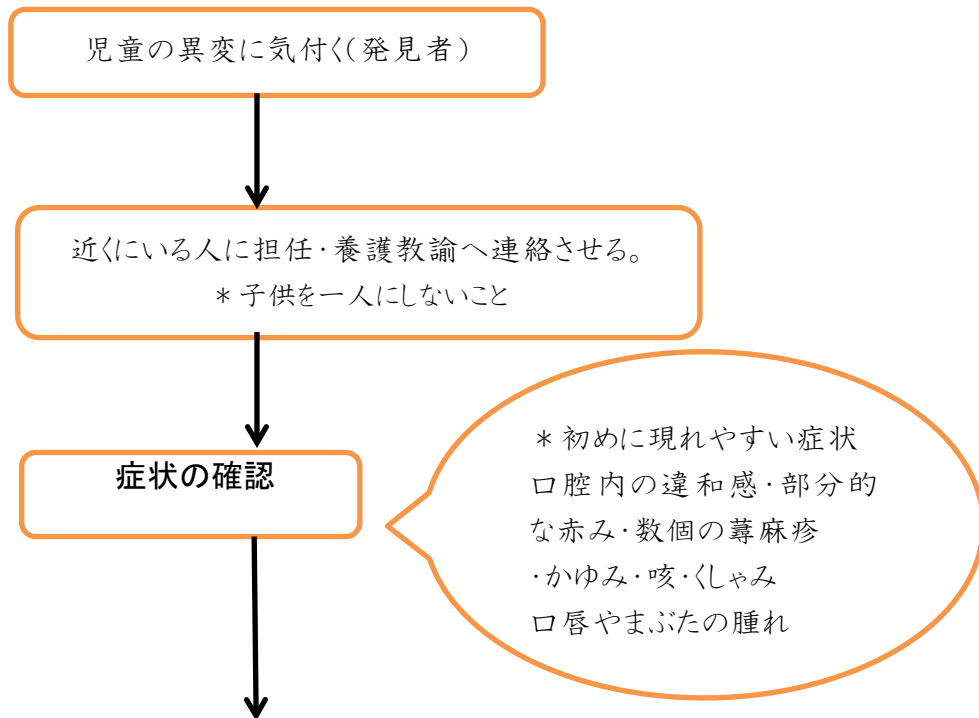 児童の異変に気付く(発見者)
近くにいる人に担任・養護教諭へ連絡させる。
＊子供を一人にしないこと
症状の確認
＊初めに現れやすい症状
口腔内の違和感・部分的
な赤み・数個の蕁麻疹
・かゆみ・咳・くしゃみ
口唇やまぶたの腫れ